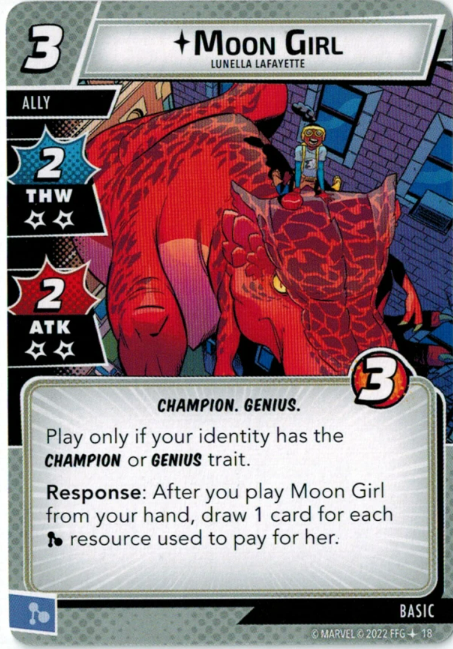 3
MOON GIRL
LUNELLA LAFAYETTE
ALLY
2
THW
2
ATK
3
CHAMPION. GENIUS.
Play only if your identity has the
CHAMPION or GENIUS trait.
Response: After you play Moon Girl
from your hand, draw 1 card for each
resource used to pay for her.
BASIC
© MARVEL © 2022 FFG 18